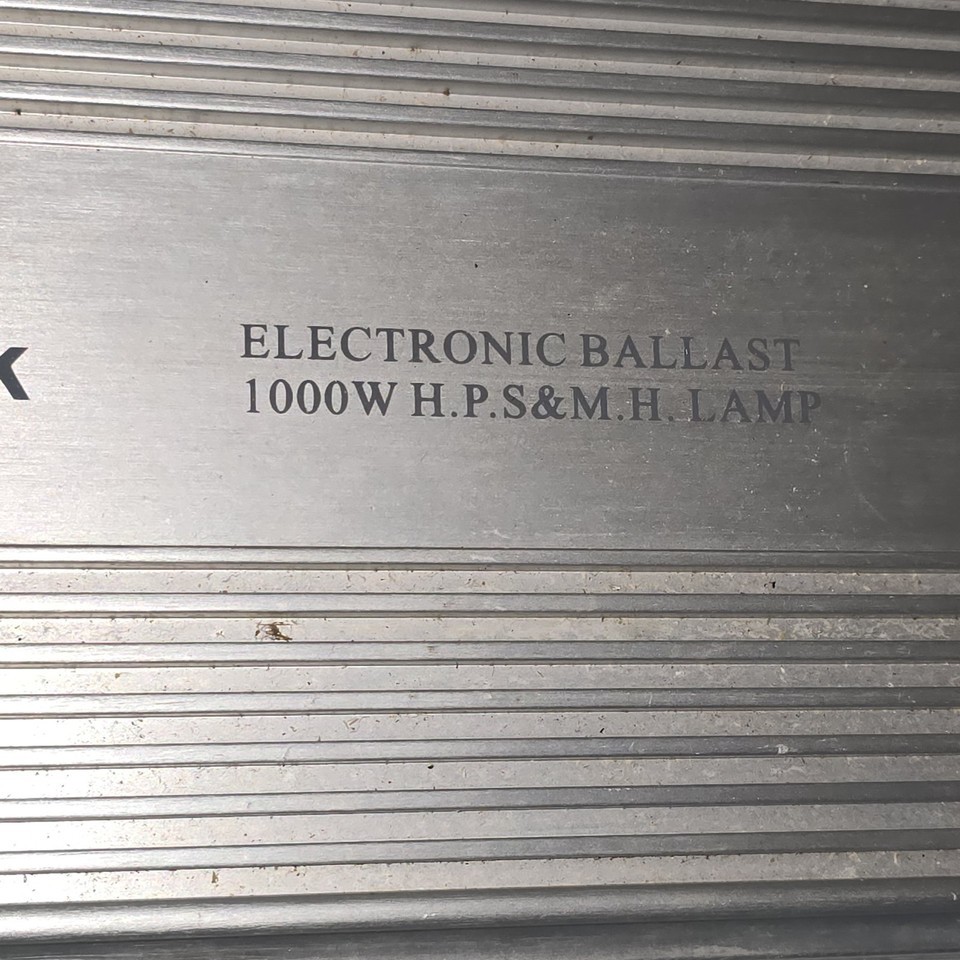 ELECTRONIC BALLAST
1000W H.P.S&M.H. LAMP